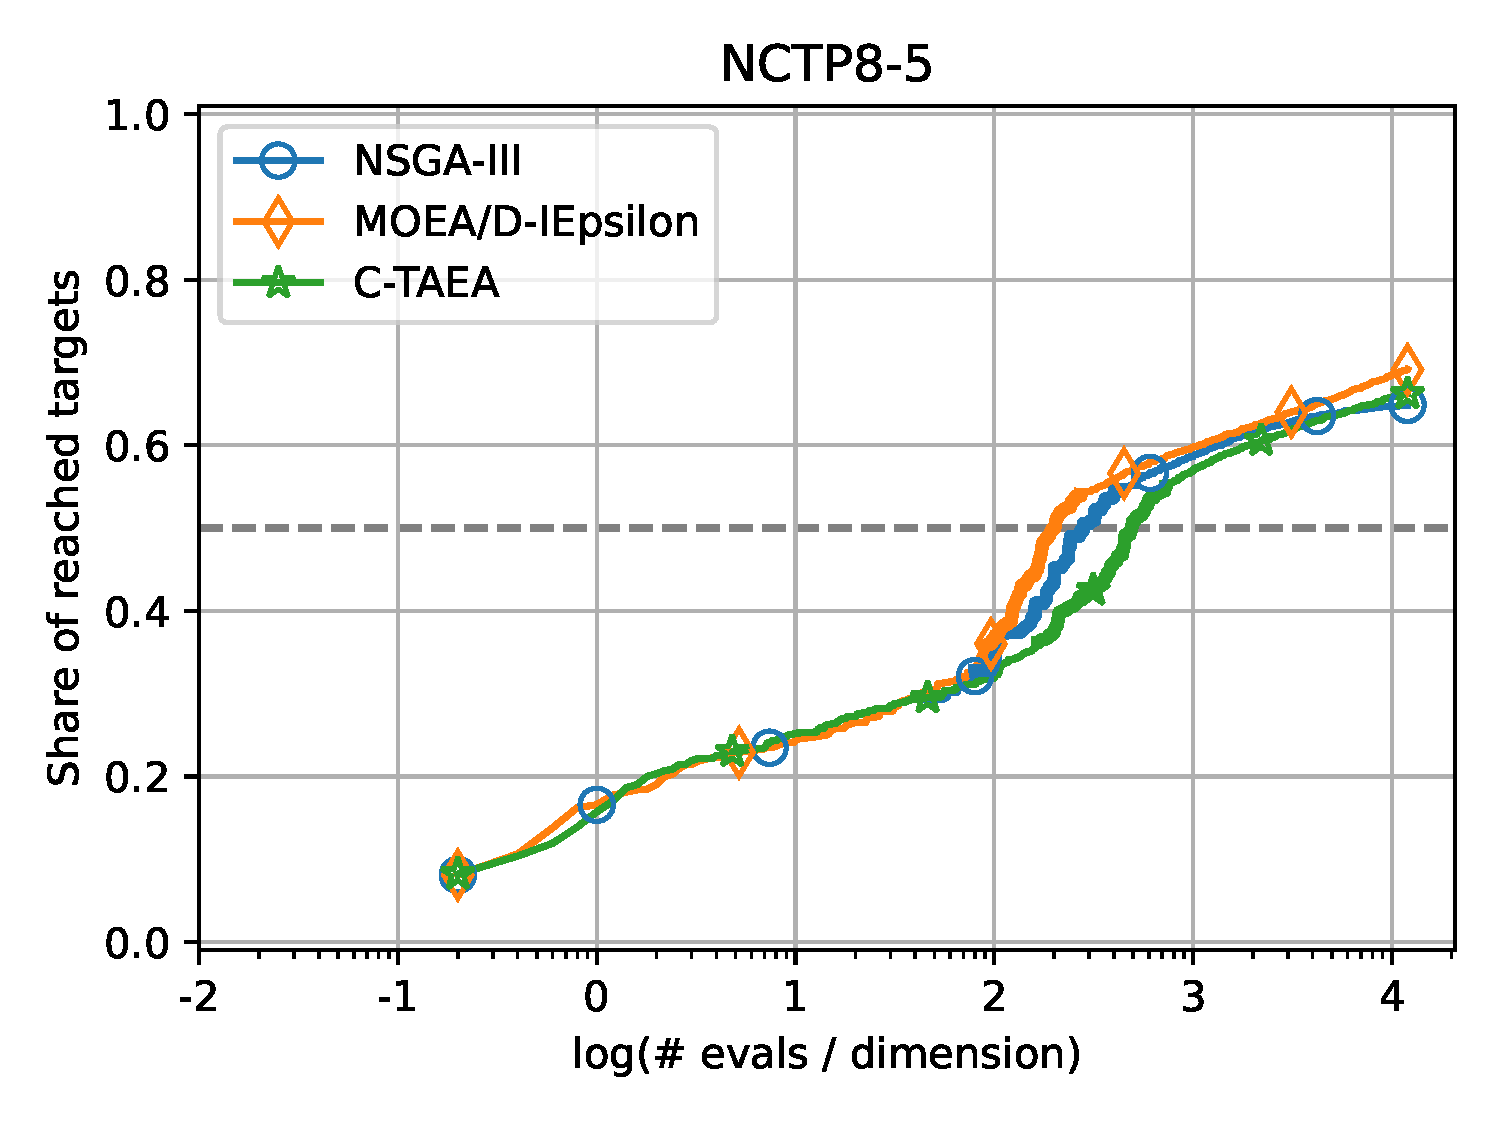 NCTP8-5
1.0
0.8
0.6
0.4
0.2
0.0
Share of reached targets
NSGA-III
MOEA/D-IEpsilon
C-TAEA
-2 -1 0 1 2 3 4
log(# evals / dimension)